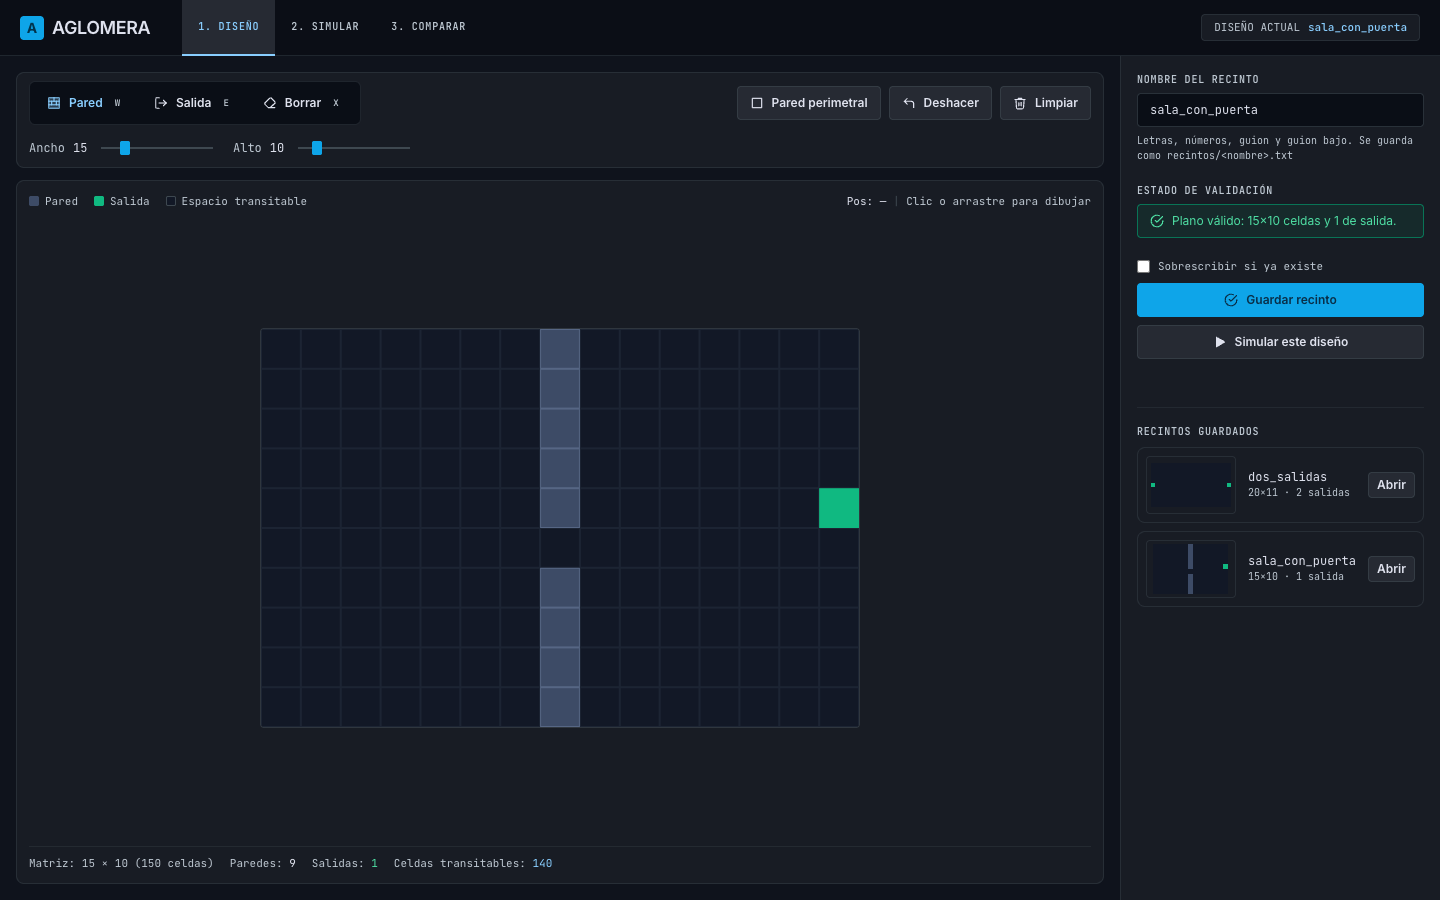 A AGLOMERA
1. DISEÑO
2. SIMULAR
3. COMPARAR
DISEÑO ACTUAL sala_con_puerta
Pared W
Salida E
Borrar X
Pared perimetral
Deshacer
Limpiar
Ancho 15
Alto 10
Pared
Salida
Espacio transitable
Pos: — | Clic o arrastre para dibujar
Matriz: 15 × 10 (150 celdas) Paredes: 9 Salidas: 1 Celdas transitables: 140
NOMBRE DEL RECINTO
sala_con_puerta
Letras, números, guion y guion bajo. Se guarda
como recintos/<nombre>.txt
ESTADO DE VALIDACIÓN
Plano válido: 15×10 celdas y 1 de salida.
Sobrescribir si ya existe
Guardar recinto
Simular este diseño
RECINTOS GUARDADOS
dos_salidas
20×11 · 2 salidas
Abrir
sala_con_puerta
15×10 · 1 salida
Abrir